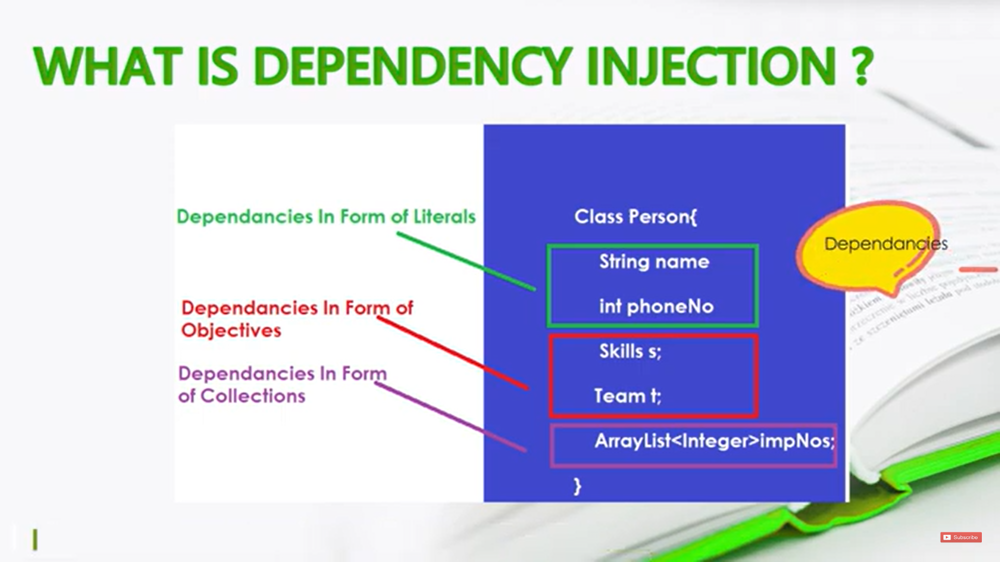 WHAT IS DEPENDENCY INJECTION ?
Dependancies In Form of Literals
Dependancies In Form of
Objectives
Dependancies In Form
of Collections
Class Person{
String name
int phoneNo
Skills s;
Team t;
ArrayList<Integer>impNos;
}
Dependancies
Subscribe